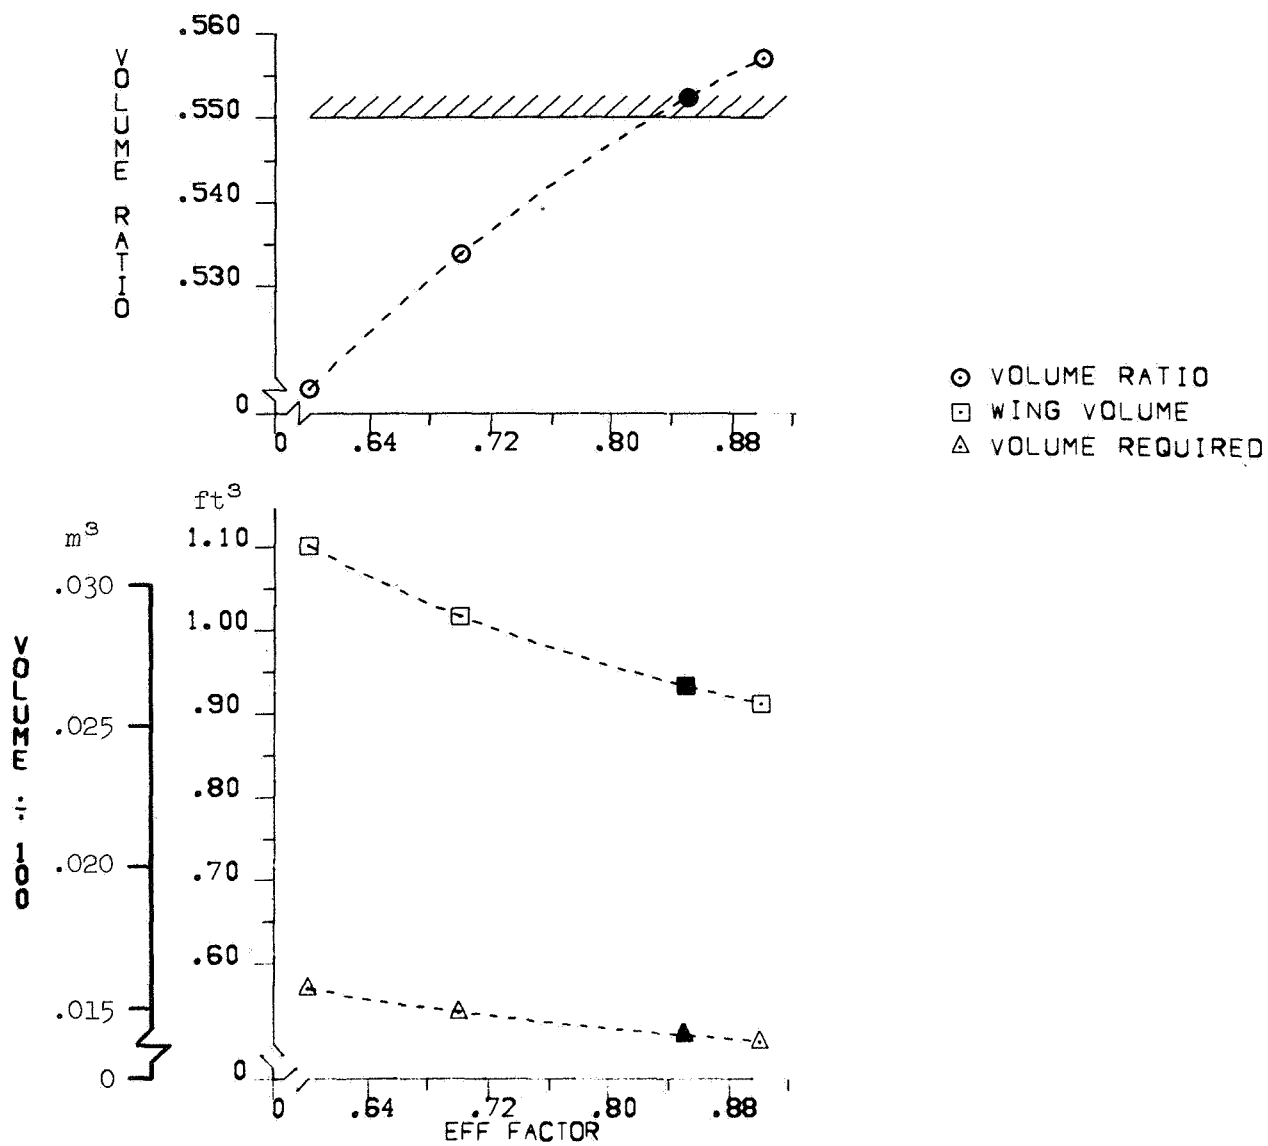 .560
.550
.540
.530
0
VOLUME RATIO
0 .64 .72 .80 .88
VOLUME RATIO
WING VOLUME
VOLUME REQUIRED
ft³
m³
1.10
1.00
.90
.80
.70
.60
0
.030
.025
.020
.015
0
VOLUME ÷ 100
0 .64 .72 .80 .88
EFF FACTOR